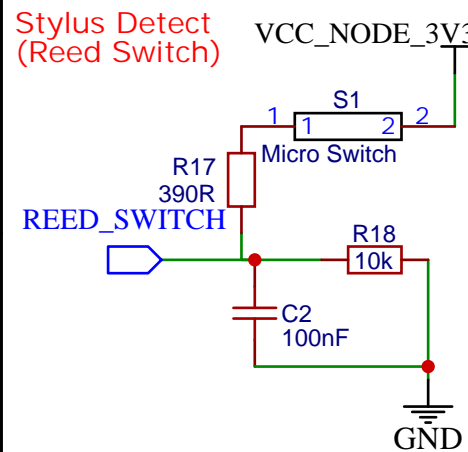 Stylus Detect
(Reed Switch)
VCC_NODE_3V3
S1
1 1 2 2
Micro Switch
R17
390R
REED_SWITCH
R18
10k
C2
100nF
GND